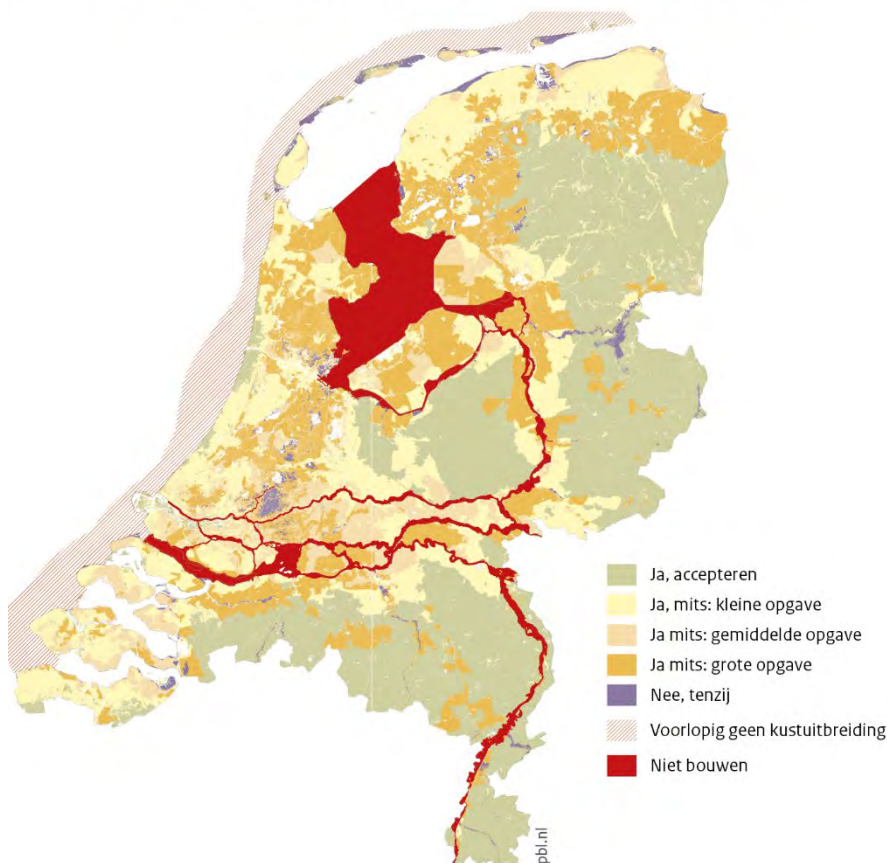 Ja, accepteren
Ja, mits: kleine opgave
Ja mits: gemiddelde opgave
Ja mits: grote opgave
Nee, tenzij
Voorlopig geen kustuitbreiding
Niet bouwen
pbl.nl